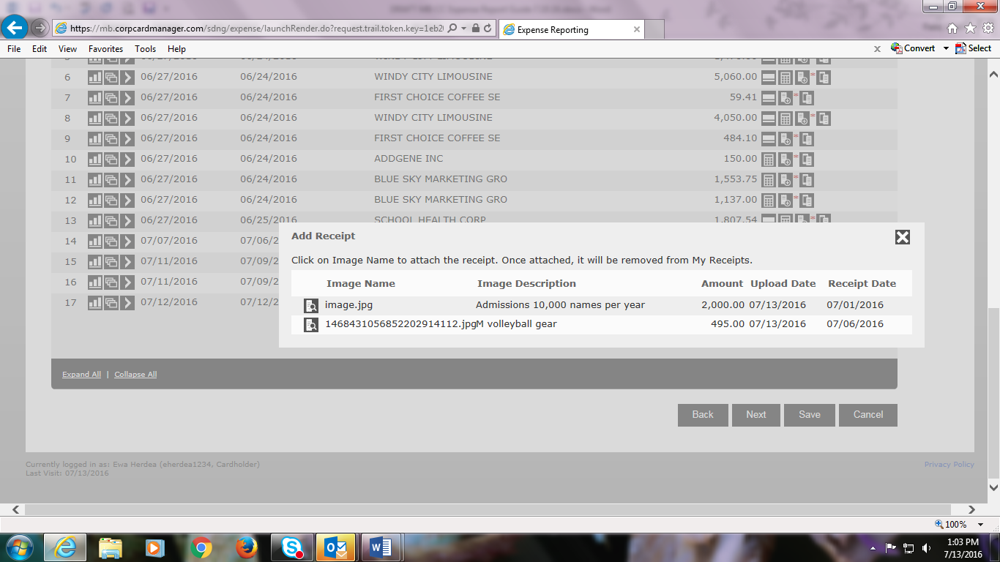 https://mb.corpcardmanager.com/sdng/expense/launchRender.do?request.trail.token.key=1eb2
Expense Reporting
File Edit View Favorites Tools Help
Convert Select
6 06/27/2016 06/24/2016 WINDY CITY LIMOUSINE 5,060.00 *
7 06/27/2016 06/24/2016 FIRST CHOICE COFFEE SE 59.41 *
8 06/27/2016 06/24/2016 WINDY CITY LIMOUSINE 4,050.00 *
9 06/27/2016 06/24/2016 FIRST CHOICE COFFEE SE 484.10 *
10 06/27/2016 06/24/2016 ADDGENE INC 150.00 *
11 06/27/2016 06/24/2016 BLUE SKY MARKETING GRO 1,553.75 *
12 06/27/2016 06/24/2016 BLUE SKY MARKETING GRO 1,137.00 *
13 06/27/2016 06/25/2016 SCHOOL HEALTH CORP 1,807.54 *
14 07/07/2016 07/06/2
15 07/11/2016 07/09/2
16 07/11/2016 07/09/2
17 07/12/2016 07/12/2
Add Receipt
Click on Image Name to attach the receipt. Once attached, it will be removed from My Receipts.
Image Name Image Description Amount Upload Date Receipt Date
image.jpg Admissions 10,000 names per year 2,000.00 07/13/2016 07/01/2016
1468431056852202914112.jpgM volleyball gear 495.00 07/13/2016 07/06/2016
Expand All | Collapse All
Back Next Save Cancel
Currently logged in as: Ewa Herdea (eherdea1234, Cardholder)
Privacy Policy
Last Visit: 07/13/2016
100%
1:03 PM
7/13/2016